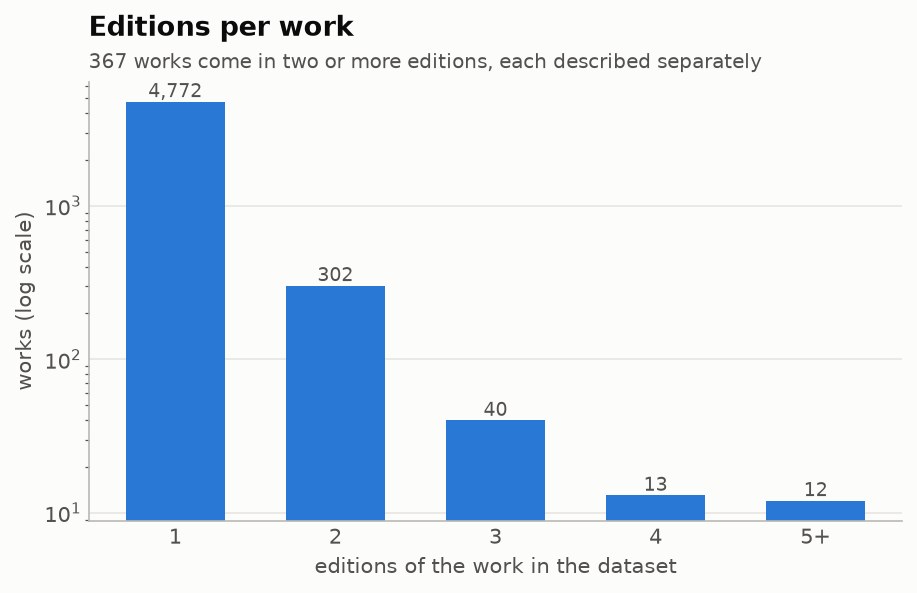 Editions per work
367 works come in two or more editions, each described separately
4,772
302
40
13
12
10³
10²
10¹
works (log scale)
1 2 3 4 5+
editions of the work in the dataset